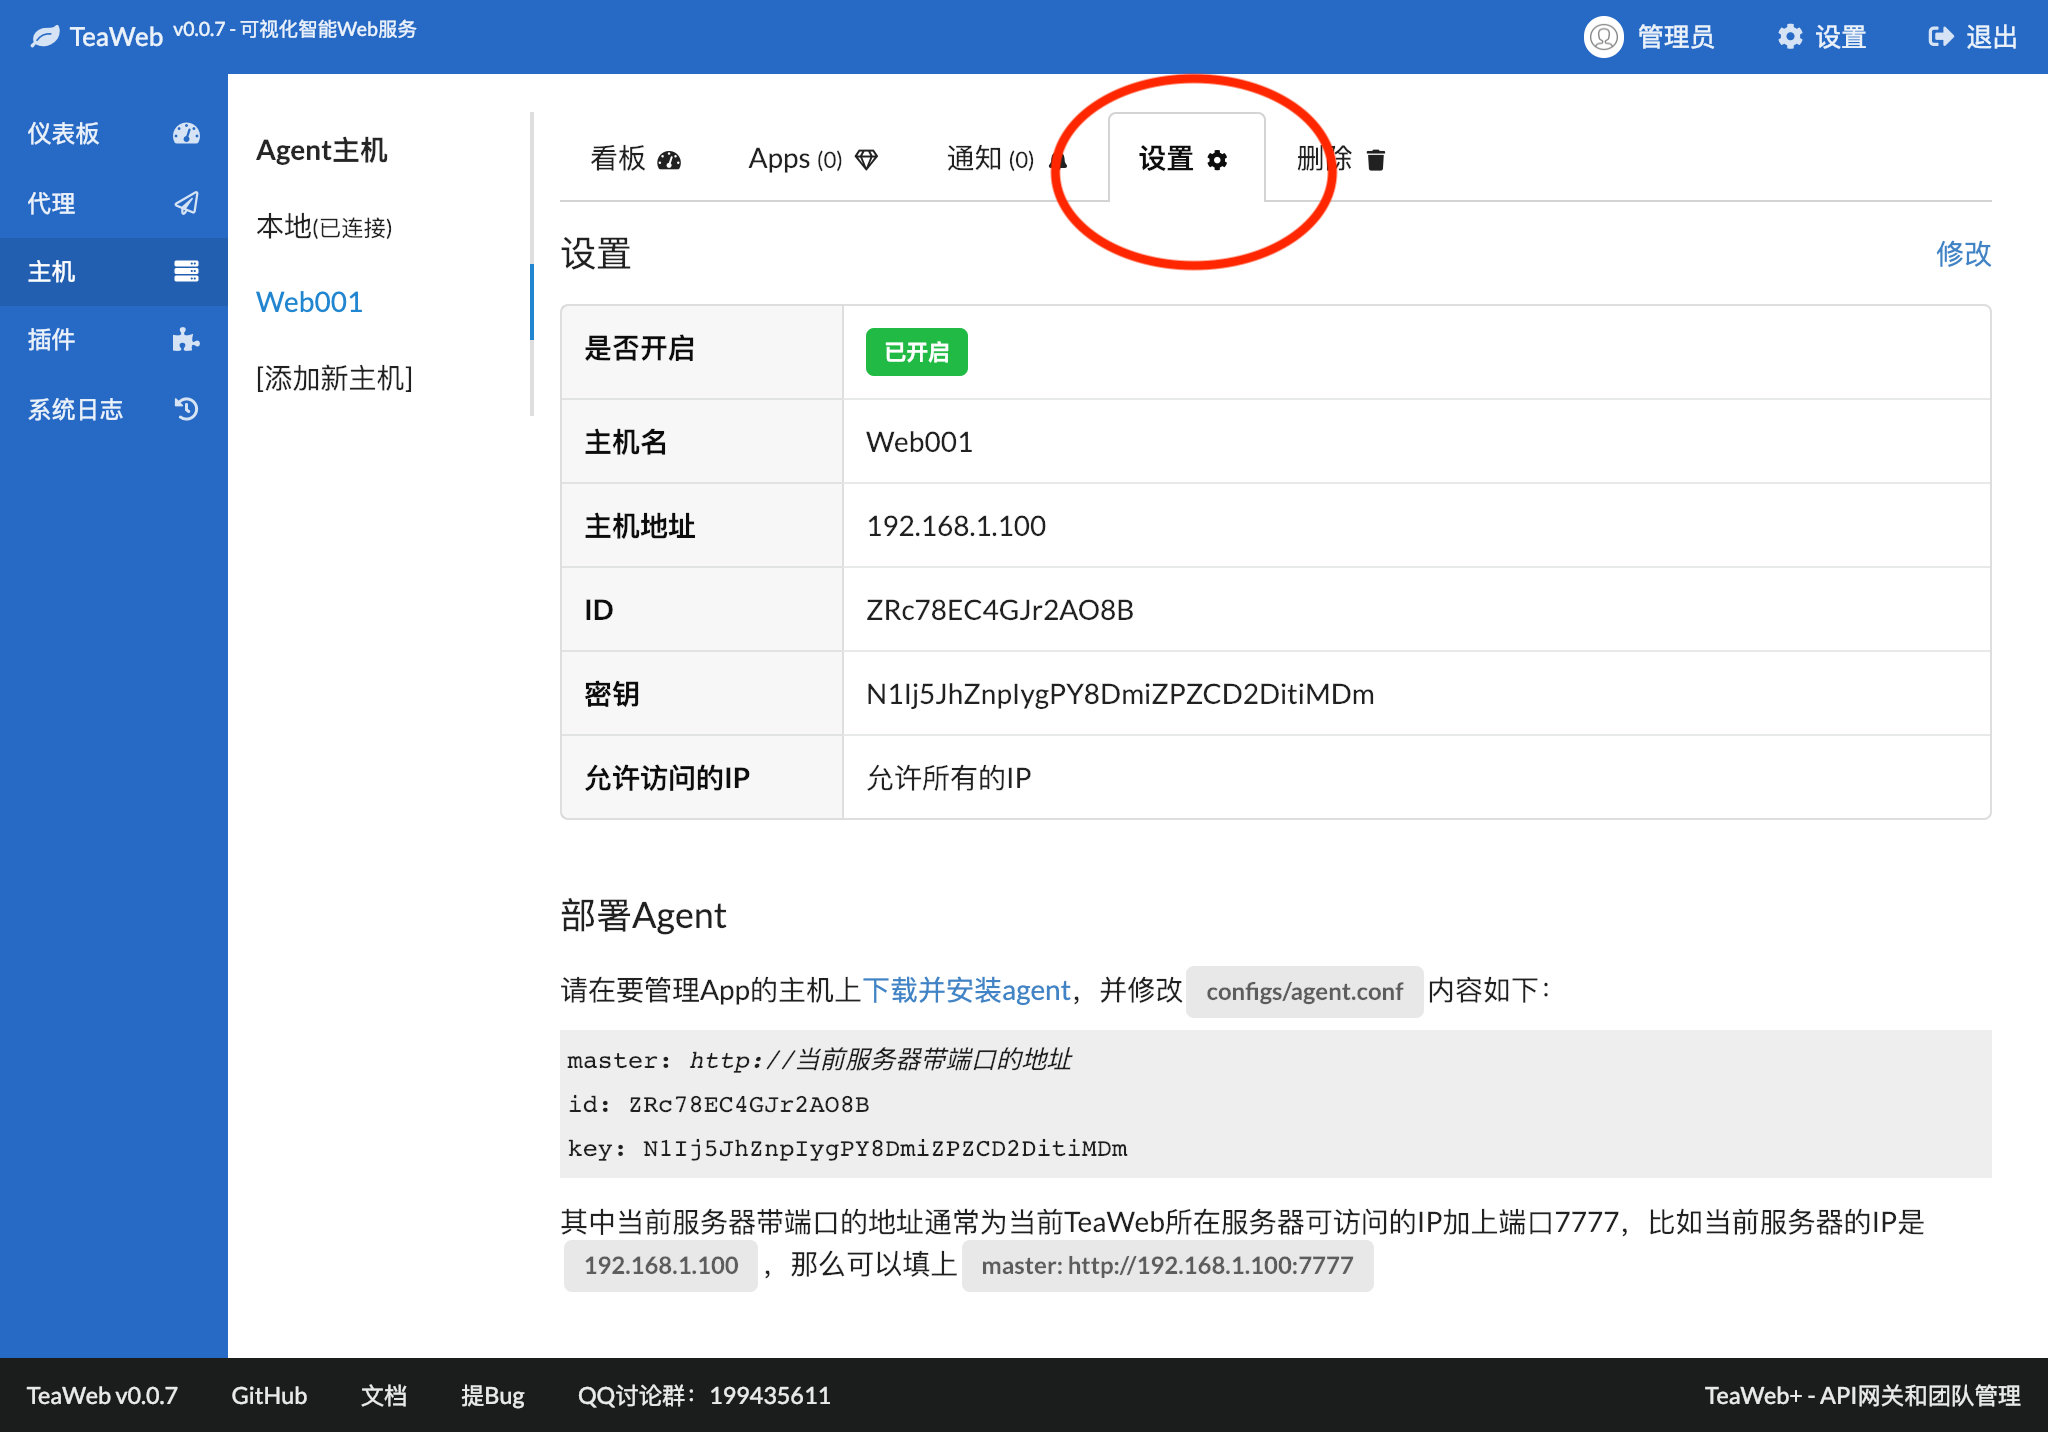 TeaWeb v0.0.7 - 可视化智能Web服务
管理员 设置 退出
仪表板
代理
主机
插件
系统日志
Agent主机
本地(已连接)
Web001
[添加新主机]
看板 Apps (0) 通知 (0) 设置 删除
设置 修改
是否开启 已开启
主机名 Web001
主机地址 192.168.1.100
ID ZRc78EC4GJr2AO8B
密钥 N1Ij5JhZnpIygPY8DmiZPZCD2DitiMDm
允许访问的IP 允许所有的IP
部署Agent
请在要管理App的主机上下载并安装agent，并修改 configs/agent.conf 内容如下：
master: http://当前服务器带端口的地址
id: ZRc78EC4GJr2AO8B
key: N1Ij5JhZnpIygPY8DmiZPZCD2DitiMDm
其中当前服务器带端口的地址通常为当前TeaWeb所在服务器可访问的IP加上端口7777，比如当前服务器的IP是
192.168.1.100 ，那么可以填上 master: http://192.168.1.100:7777
TeaWeb v0.0.7 GitHub 文档 提Bug QQ讨论群：199435611 TeaWeb+ - API网关和团队管理